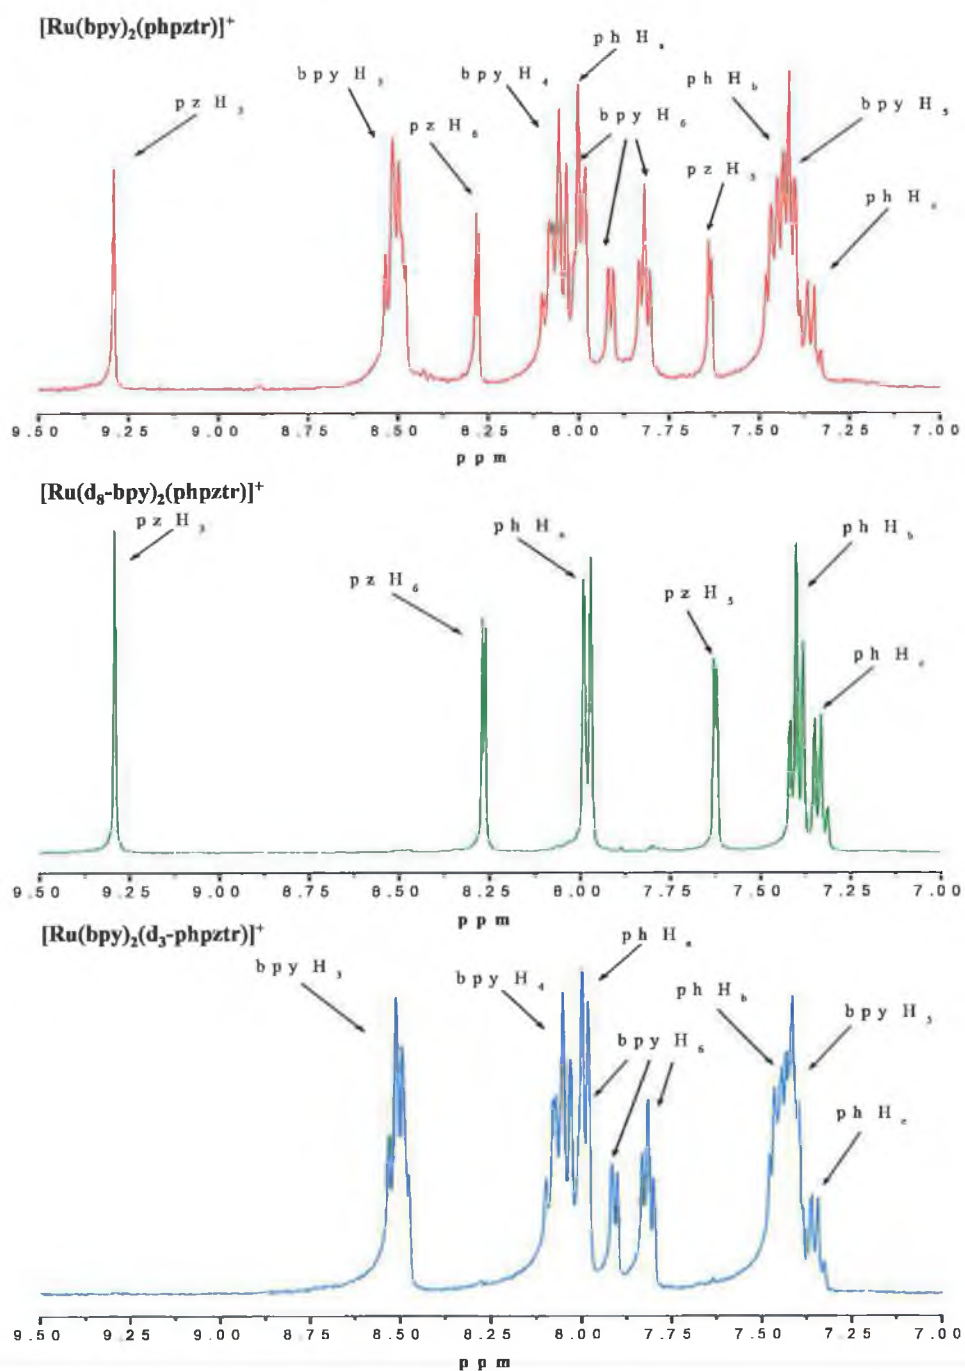 [Ru(bpy)₂(phpztr)]⁺
ph Hₐ
bpy H₃
bpy H₄
ph H_b
pz H₃
pz H₆
bpy H₆
bpy H₅
pz H₅
ph H_c
9.50 9.25 9.00 8.75 8.50 8.25 8.00 7.75 7.50 7.25 7.00
ppm
[Ru(d₈-bpy)₂(phpztr)]⁺
pz H₃
ph Hₐ
ph H_b
pz H₆
pz H₅
ph H_c
9.50 9.25 9.00 8.75 8.50 8.25 8.00 7.75 7.50 7.25 7.00
ppm
[Ru(bpy)₂(d₃-phpztr)]⁺
ph Hₐ
bpy H₃
bpy H₄
ph H_b
bpy H₅
bpy H₆
ph H_c
9.50 9.25 9.00 8.75 8.50 8.25 8.00 7.75 7.50 7.25 7.00
ppm